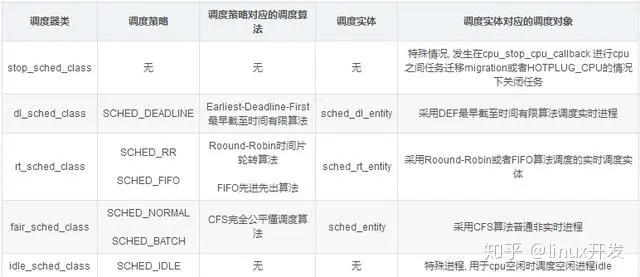 调度器类 调度策略 调度策略对应的调度算
法 调度实体 调度实体对应的调度对象
stop_sched_class 无 无 无 特殊情况, 发生在cpu_stop_cpu_callback 进行cpu
之间任务迁移migration或者HOTPLUG_CPU的情况
下关闭任务
dl_sched_class SCHED_DEADLINE Earliest-Deadline-First
最早截至时间有限算法 sched_dl_entity 采用DEF最早截至时间有限算法调度实时进程
rt_sched_class SCHED_RR
SCHED_FIFO
Roound-Robin时间片
轮转算法
FIFO先进先出算法
sched_rt_entity 采用Roound-Robin或者FIFO算法调度的实时调度实
体
fair_sched_class SCHED_NORMAL
SCHED_BATCH
CFS完全公平懂调度算
法
sched_entity 采用CFS算法普通非实时进程
idle_sched_class SCHED_IDLE 无 无 特殊进程, 用于cpu空闲时调度空闲进程idle
知乎 @linux开发